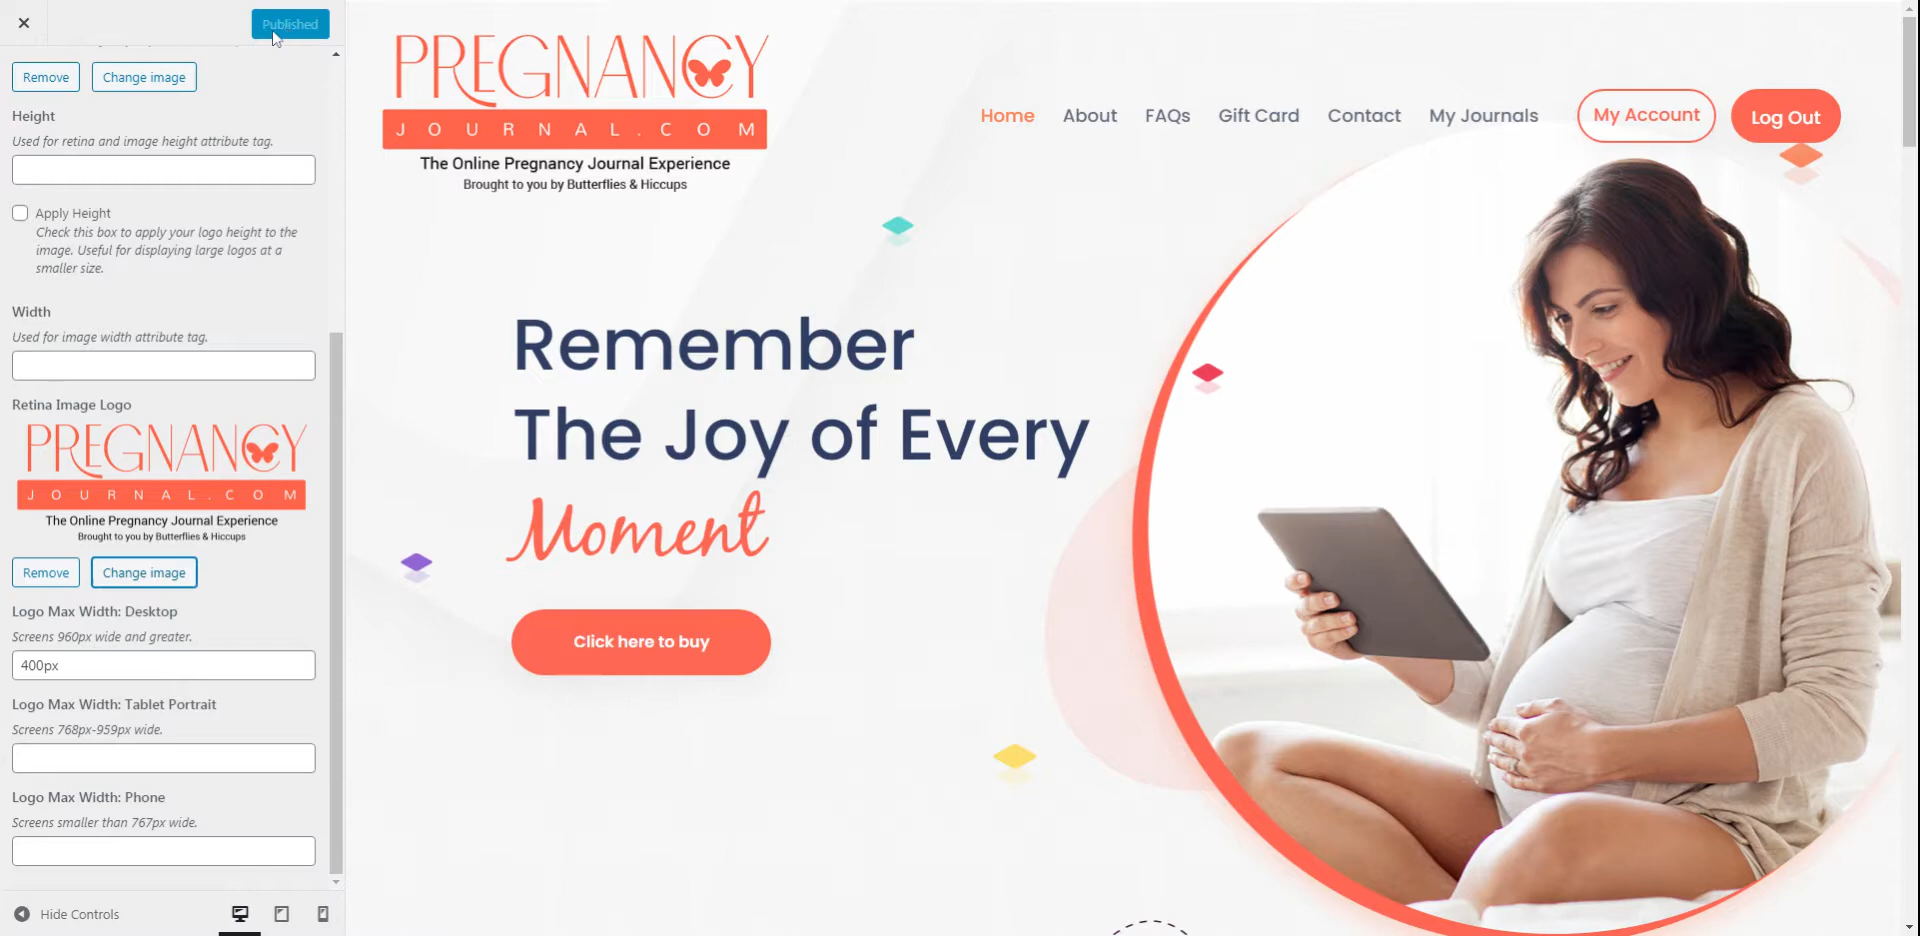 Published
Remove
Change image
Height
Used for retina and image height attribute tag.
Apply Height
Check this box to apply your logo height to the
image. Useful for displaying large logos at a
smaller size.
Width
Used for image width attribute tag.
Retina Image Logo
PREGNANCY
JOURNAL.COM
The Online Pregnancy Journal Experience
Brought to you by Butterflies & Hiccups
Remove
Change image
Logo Max Width: Desktop
Screens 960px wide and greater.
400px
Logo Max Width: Tablet Portrait
Screens 768px-959px wide.
Logo Max Width: Phone
Screens smaller than 767px wide.
Hide Controls
PREGNANCY
JOURNAL.COM
The Online Pregnancy Journal Experience
Brought to you by Butterflies & Hiccups
Home
About
FAQs
Gift Card
Contact
My Journals
My Account
Log Out
Remember
The Joy of Every
Moment
Click here to buy